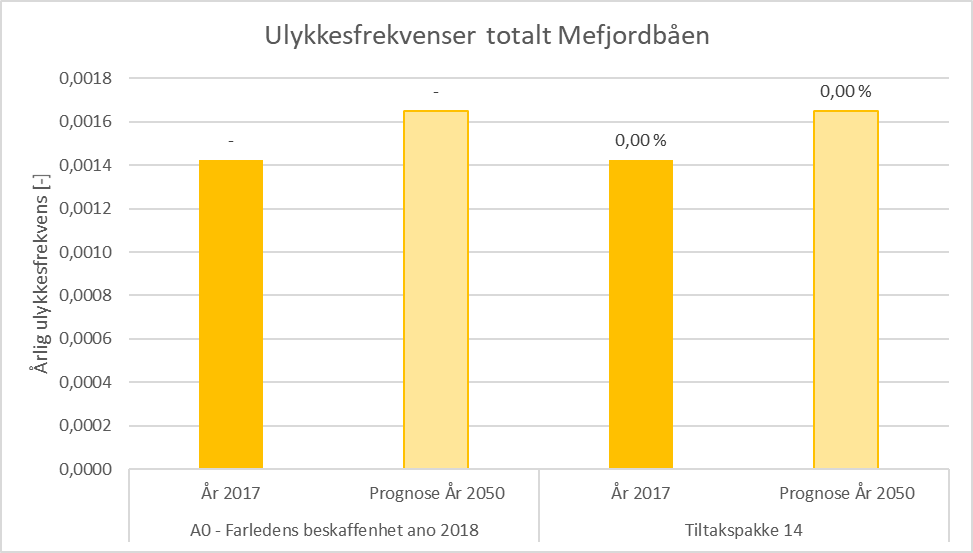 Ulykkesfrekvenser totalt Mefjordbåen
Årlig ulykkesfrekvens [-]
0,0018
0,0016
0,0014
0,0012
0,0010
0,0008
0,0006
0,0004
0,0002
0,0000
- - 0,00 % 0,00 %
År 2017 Prognose År 2050 År 2017 Prognose År 2050
A0 - Farledens beskaffenhet ano 2018 Tiltakspakke 14